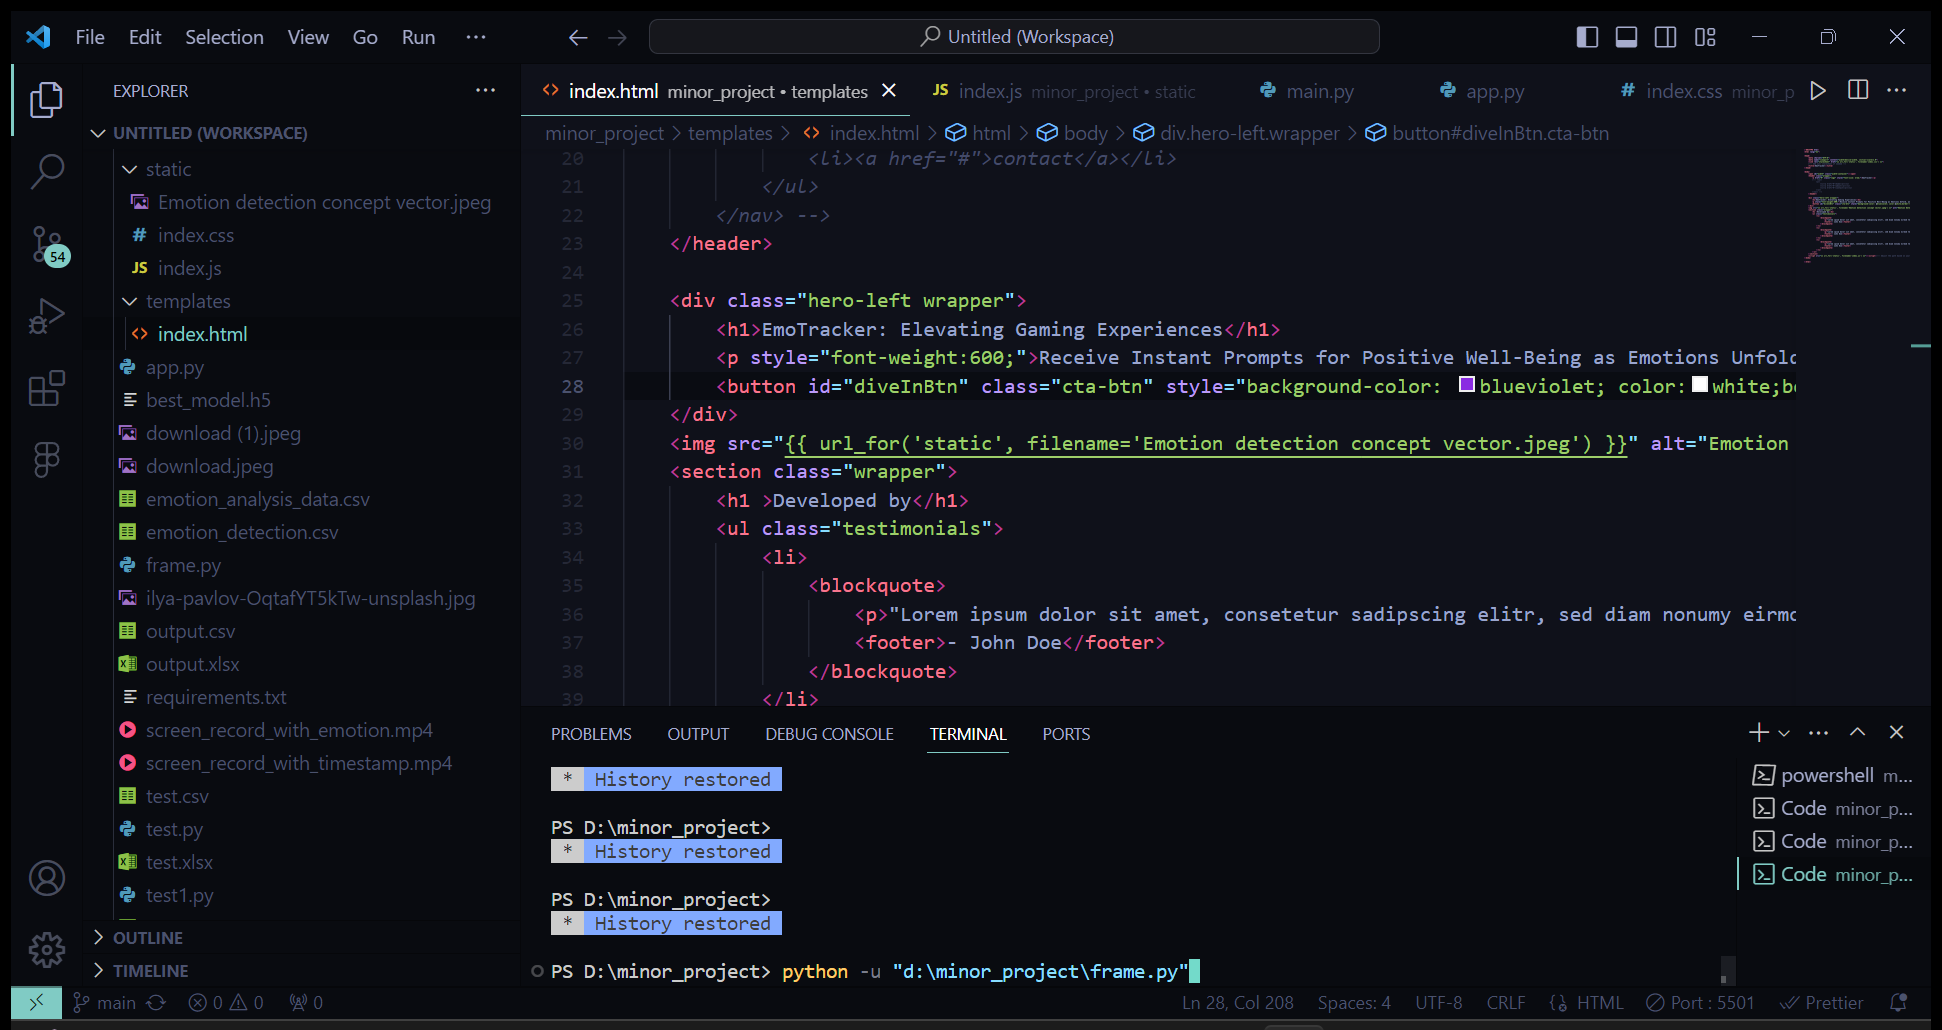 File Edit Selection View Go Run ··· Untitled (Workspace)
EXPLORER ···
UNTITLED (WORKSPACE)
static
Emotion detection concept vector.jpeg
# index.css
JS index.js
templates
<> index.html
app.py
best_model.h5
download (1).jpeg
download.jpeg
emotion_analysis_data.csv
emotion_detection.csv
frame.py
ilya-pavlov-OqtafYT5kTw-unsplash.jpg
output.csv
output.xlsx
requirements.txt
screen_record_with_emotion.mp4
screen_record_with_timestamp.mp4
test.csv
test.py
test.xlsx
test1.py
OUTLINE
TIMELINE
54
<> index.html minor_project • templates JS index.js minor_project • static main.py app.py # index.css minor_p
minor_project > templates > <> index.html > html > body > div.hero-left.wrapper > button#diveInBtn.cta-btn
20 <li><a href="#">contact</a></li>
21 </ul>
22 </nav> -->
23 </header>
24
25 <div class="hero-left wrapper">
26 <h1>EmoTracker: Elevating Gaming Experiences</h1>
27 <p style="font-weight:600;">Receive Instant Prompts for Positive Well-Being as Emotions Unfold
28 <button id="diveInBtn" class="cta-btn" style="background-color: blueviolet; color:white;bo
29 </div>
30 <img src="{{ url_for('static', filename='Emotion detection concept vector.jpeg') }}" alt="Emotion
31 <section class="wrapper">
32 <h1 >Developed by</h1>
33 <ul class="testimonials">
34 <li>
35 <blockquote>
36 <p>"Lorem ipsum dolor sit amet, consetetur sadipscing elitr, sed diam nonumy eirmo
37 <footer>- John Doe</footer>
38 </blockquote>
39 </li>
PROBLEMS OUTPUT DEBUG CONSOLE TERMINAL PORTS
* History restored
PS D:\minor_project>
* History restored
PS D:\minor_project>
* History restored
PS D:\minor_project> python -u "d:\minor_project\frame.py"
powershell m...
Code minor_p...
Code minor_p...
Code minor_p...
main 0 0 0 Ln 28, Col 208 Spaces: 4 UTF-8 CRLF HTML Port : 5501 Prettier